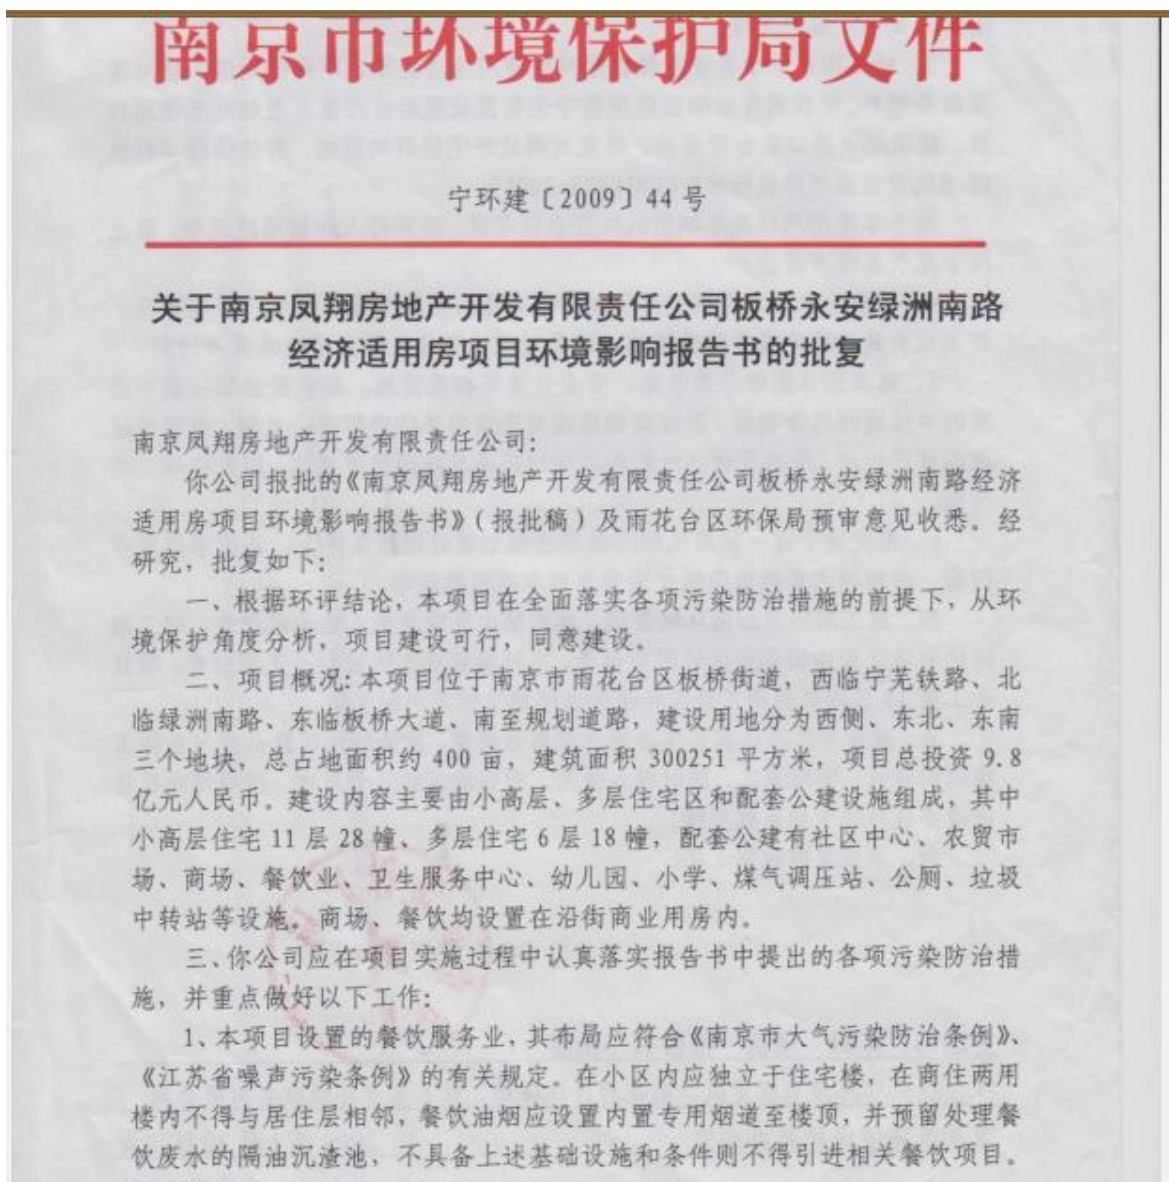 南京市环境保护局文件
宁环建〔2009〕44 号
关于南京凤翔房地产开发有限责任公司板桥永安绿洲南路
经济适用房项目环境影响报告书的批复
南京凤翔房地产开发有限责任公司:
你公司报批的《南京凤翔房地产开发有限责任公司板桥永安绿洲南路经济
适用房项目环境影响报告书》（报批稿）及雨花台区环保局预审意见收悉。经
研究，批复如下:
一、根据环评结论，本项目在全面落实各项污染防治措施的前提下，从环
境保护角度分析，项目建设可行，同意建设。
二、项目概况:本项目位于南京市雨花台区板桥街道，西临宁芜铁路、北
临绿洲南路、东临板桥大道、南至规划道路，建设用地分为西侧、东北、东南
三个地块，总占地面积约 400 亩，建筑面积 300251 平方米，项目总投资 9.8
亿元人民币。建设内容主要由小高层、多层住宅区和配套公建设施组成，其中
小高层住宅 11 层 28 幢、多层住宅 6 层 18 幢，配套公建有社区中心、农贸市
场、商场、餐饮业、卫生服务中心、幼儿园、小学、煤气调压站、公厕、垃圾
中转站等设施。商场、餐饮均设置在沿街商业用房内。
三、你公司应在项目实施过程中认真落实报告书中提出的各项污染防治措
施，并重点做好以下工作:
1、本项目设置的餐饮服务业，其布局应符合《南京市大气污染防治条例》、
《江苏省噪声污染条例》的有关规定。在小区内应独立于住宅楼，在商住两用
楼内不得与居住层相邻，餐饮油烟应设置内置专用烟道至楼顶，并预留处理餐
饮废水的隔油沉渣池，不具备上述基础设施和条件则不得引进相关餐饮项目。